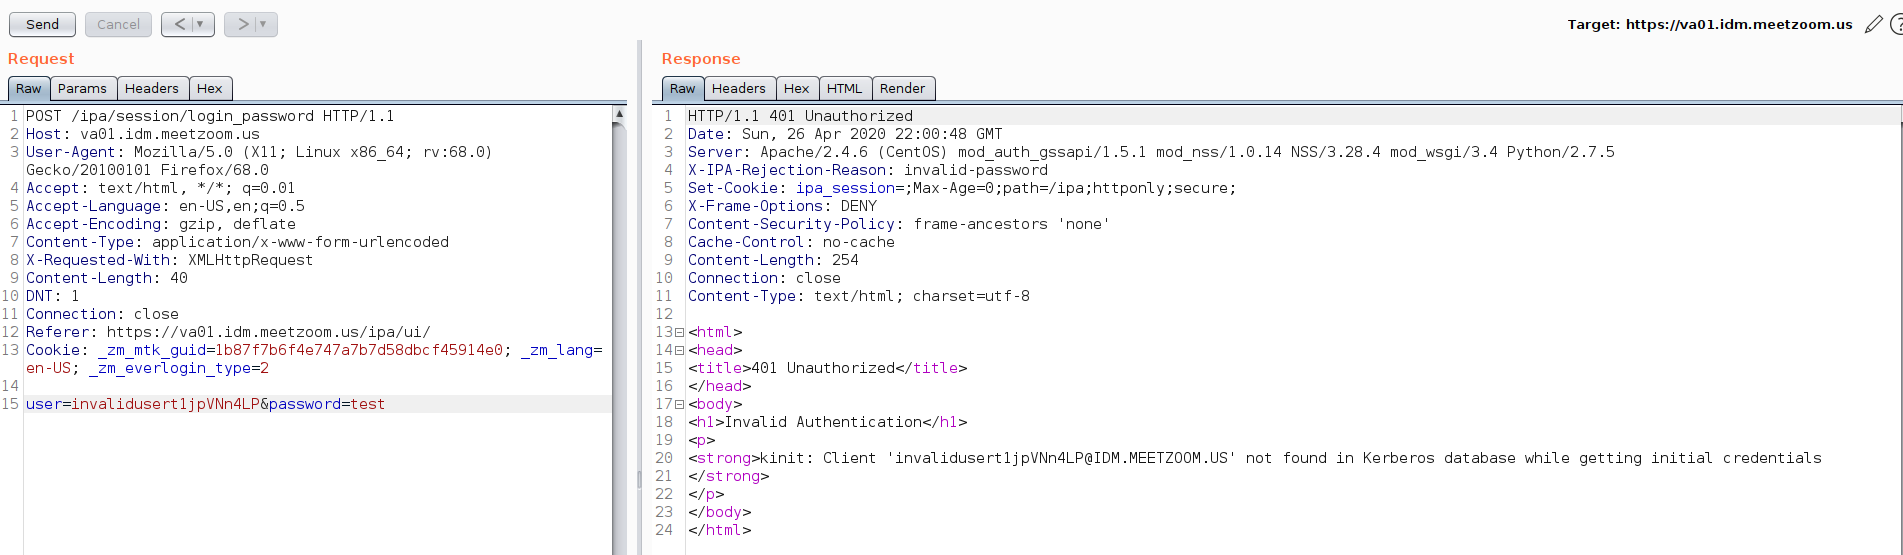 Send Cancel < ▼ > ▼ Target: https://va01.idm.meetzoom.us
Request
Raw Params Headers Hex
1 POST /ipa/session/login_password HTTP/1.1
2 Host: va01.idm.meetzoom.us
3 User-Agent: Mozilla/5.0 (X11; Linux x86_64; rv:68.0)
Gecko/20100101 Firefox/68.0
4 Accept: text/html, */*; q=0.01
5 Accept-Language: en-US,en;q=0.5
6 Accept-Encoding: gzip, deflate
7 Content-Type: application/x-www-form-urlencoded
8 X-Requested-With: XMLHttpRequest
9 Content-Length: 40
10 DNT: 1
11 Connection: close
12 Referer: https://va01.idm.meetzoom.us/ipa/ui/
13 Cookie: _zm_mtk_guid=1b87f7b6f4e747a7b7d58dbcf45914e0; _zm_lang=
en-US; _zm_everlogin_type=2
14
15 user=invalidusert1jpVNn4LP&password=test
Response
Raw Headers Hex HTML Render
1 HTTP/1.1 401 Unauthorized
2 Date: Sun, 26 Apr 2020 22:00:48 GMT
3 Server: Apache/2.4.6 (CentOS) mod_auth_gssapi/1.5.1 mod_nss/1.0.14 NSS/3.28.4 mod_wsgi/3.4 Python/2.7.5
4 X-IPA-Rejection-Reason: invalid-password
5 Set-Cookie: ipa_session=;Max-Age=0;path=/ipa;httponly;secure;
6 X-Frame-Options: DENY
7 Content-Security-Policy: frame-ancestors 'none'
8 Cache-Control: no-cache
9 Content-Length: 254
10 Connection: close
11 Content-Type: text/html; charset=utf-8
12
13 <html>
14 <head>
15 <title>401 Unauthorized</title>
16 </head>
17 <body>
18 <h1>Invalid Authentication</h1>
19 <p>
20 <strong>kinit: Client 'invalidusert1jpVNn4LP@IDM.MEETZOOM.US' not found in Kerberos database while getting initial credentials
21 </strong>
22 </p>
23 </body>
24 </html>